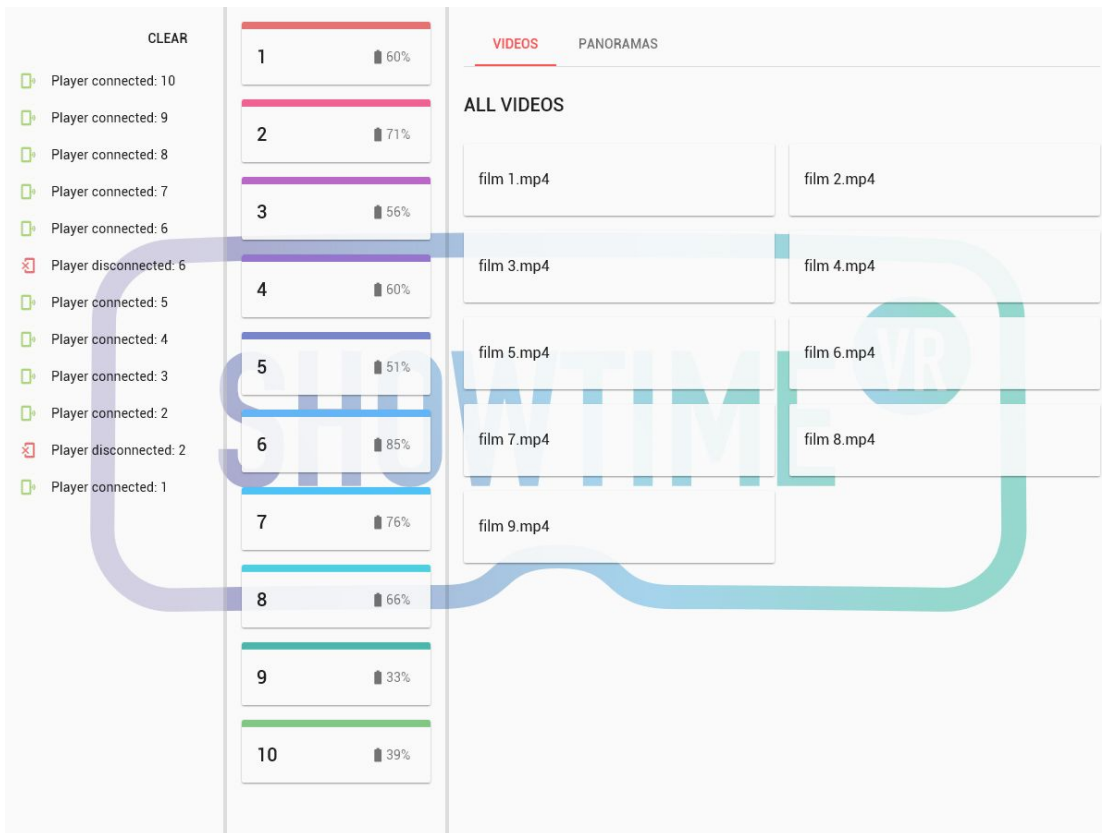 CLEAR
Player connected: 10
Player connected: 9
Player connected: 8
Player connected: 7
Player connected: 6
Player disconnected: 6
Player connected: 5
Player connected: 4
Player connected: 3
Player connected: 2
Player disconnected: 2
Player connected: 1
1 60%
2 71%
3 56%
4 60%
5 51%
6 85%
7 76%
8 66%
9 33%
10 39%
VIDEOS PANORAMAS
ALL VIDEOS
film 1.mp4 film 2.mp4
film 3.mp4 film 4.mp4
film 5.mp4 film 6.mp4
film 7.mp4 film 8.mp4
film 9.mp4
SHOWTIME VR